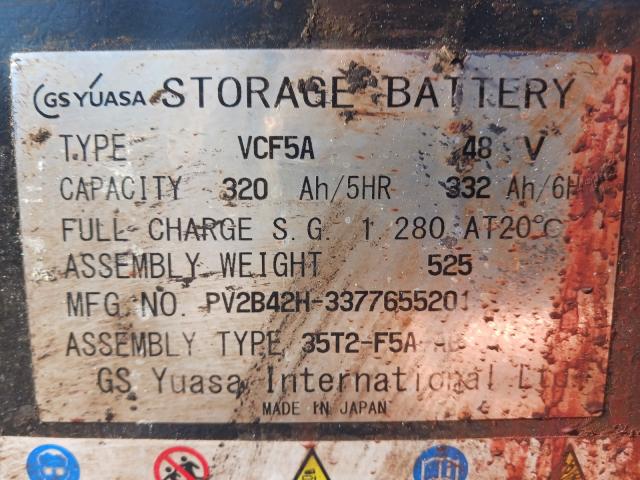 GS YUASA STORAGE BATTERY
TYPE VCF5A 48 V
CAPACITY 320 Ah/5HR 332 Ah/6H
FULL CHARGE S.G. 1 280 AT20°C
ASSEMBLY WEIGHT 525
MFG.NO. PV2B42H-3377655201
ASSEMBLY TYPE 35T2-F5A
GS Yuasa International Ltd
MADE IN JAPAN